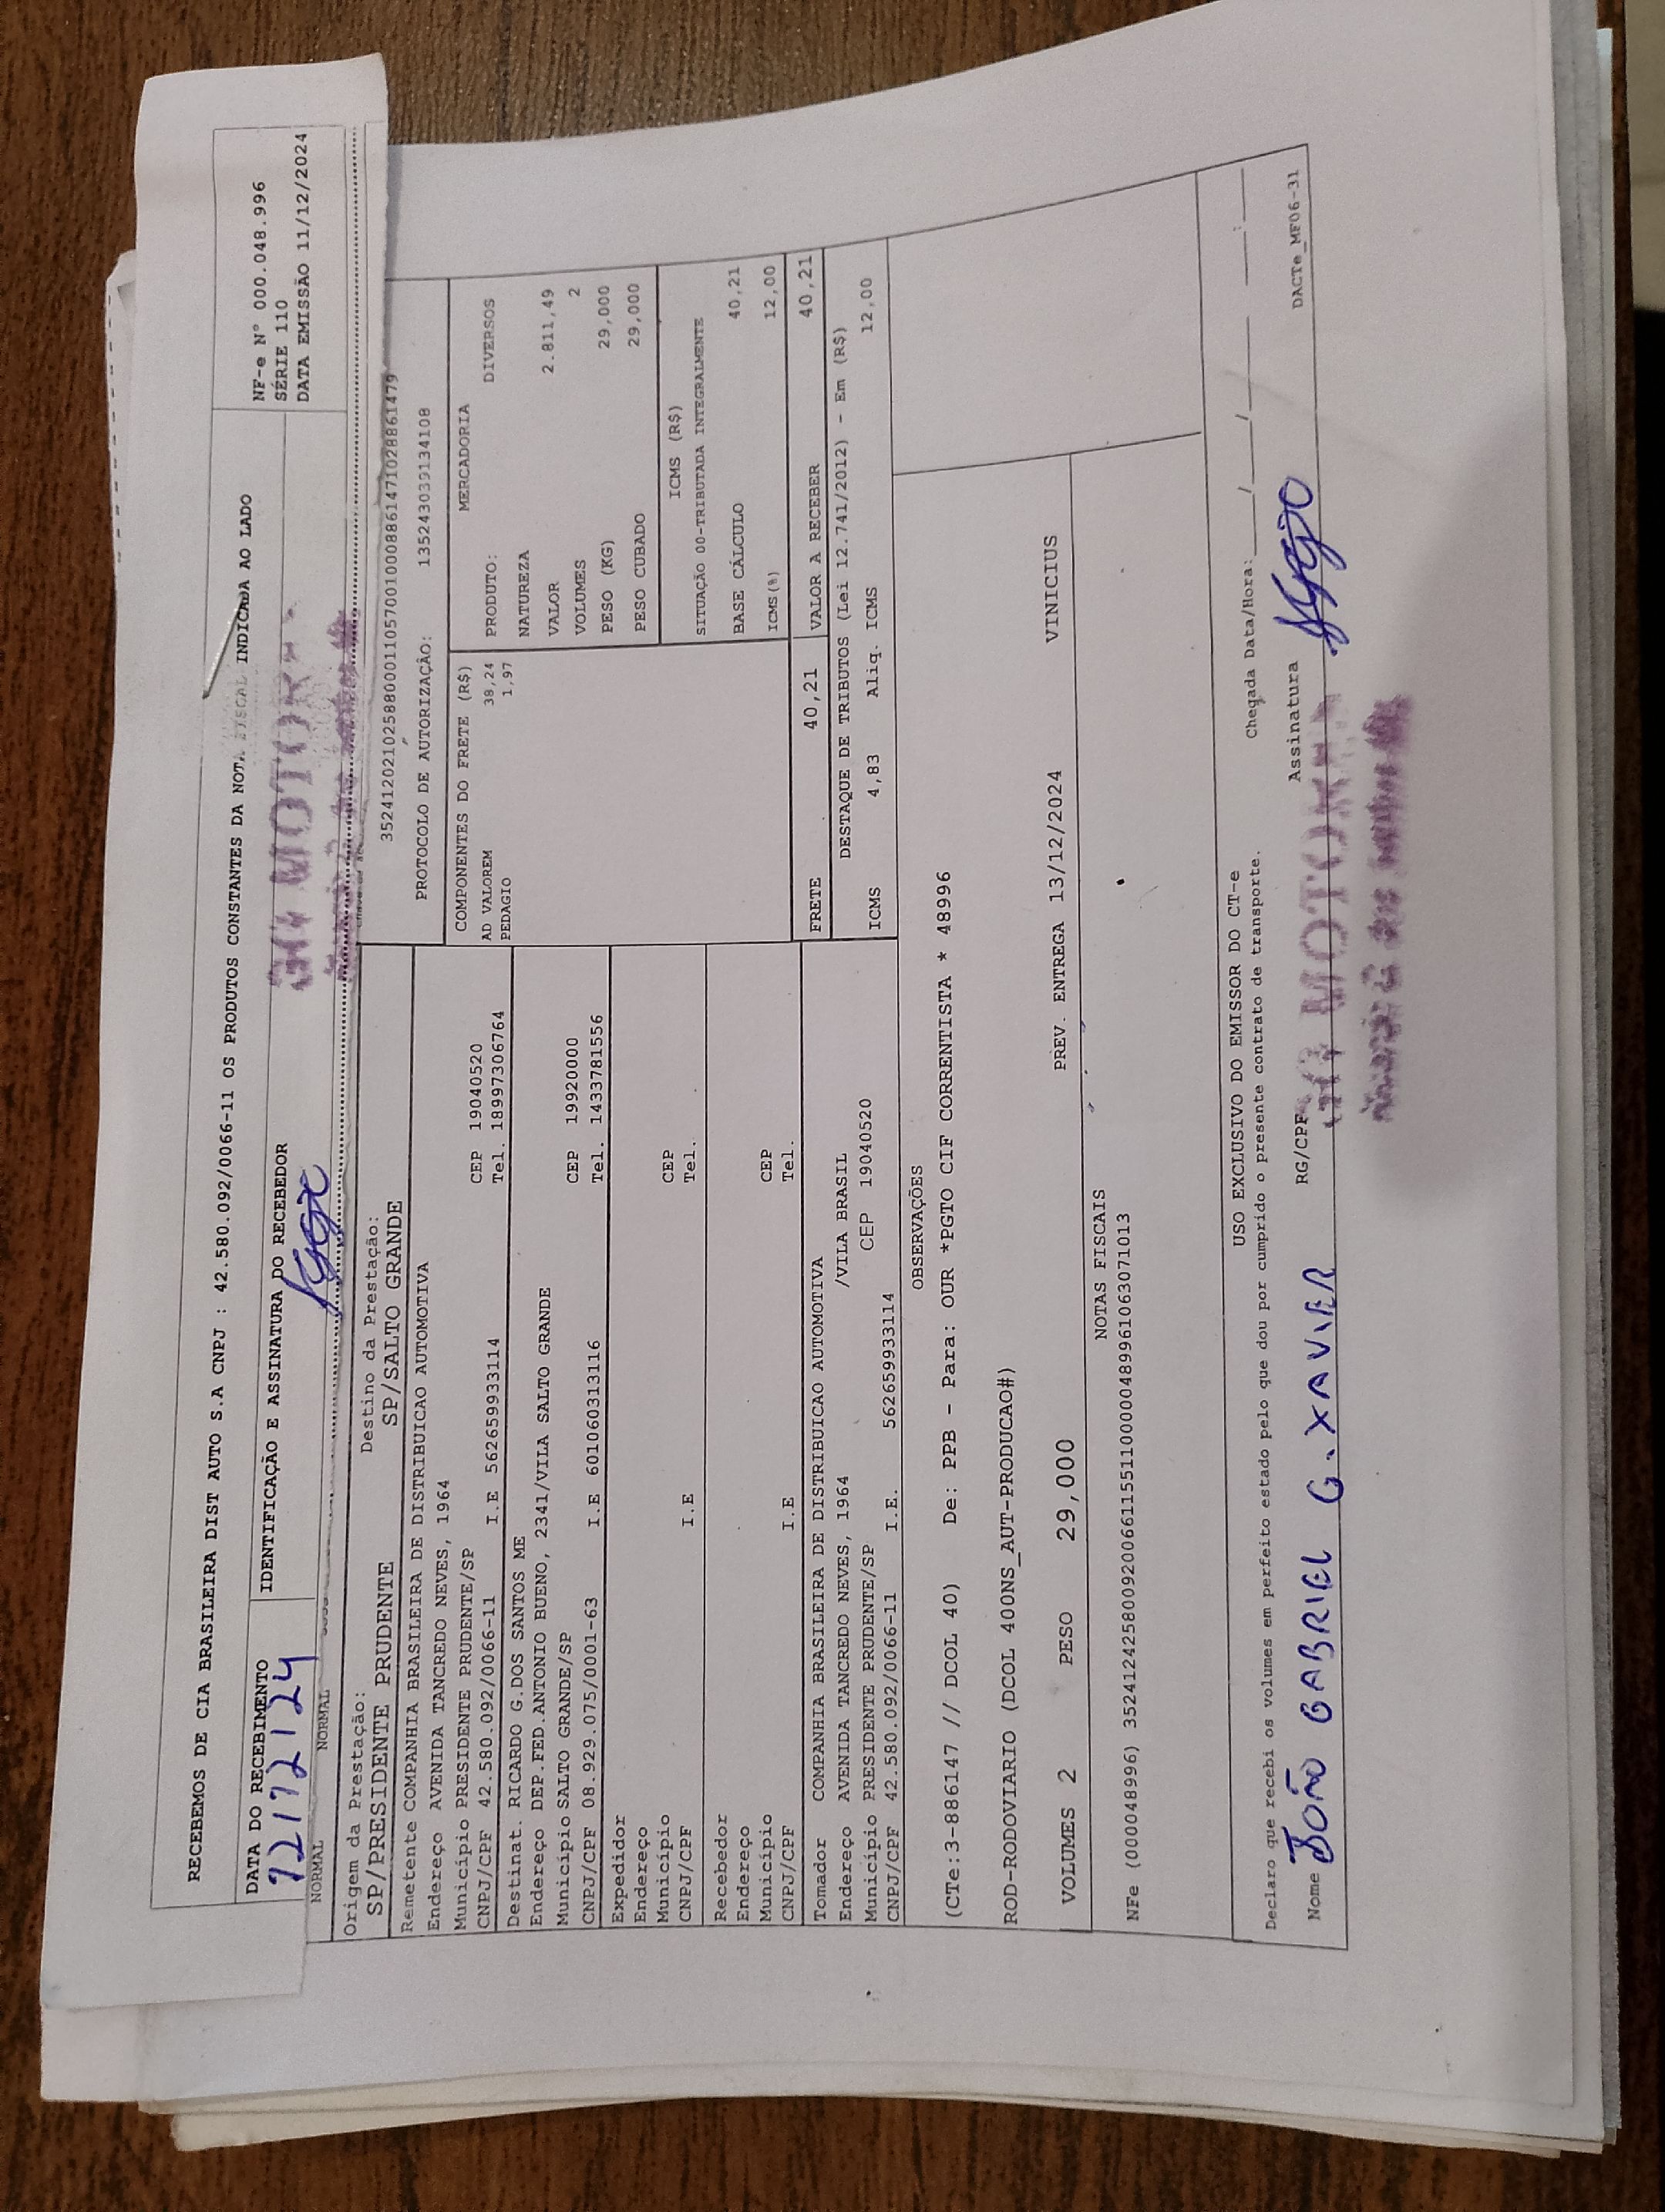 RECEBEMOS DE CIA BRASILEIRA DIST AUTO S.A CNPJ : 42.580.092/0066-11 OS PRODUTOS CONSTANTES DA NOTA FISCAL INDICADA AO LADO
NF-e N° 000.048.996
SÉRIE 110
DATA EMISSÃO 11/12/2024
DATA DO RECEBIMENTO
12/12/24
IDENTIFICAÇÃO E ASSINATURA DO RECEBEDOR
MOTOR
NORMAL NORMAL
35241202102588000110570010008861471028861479
Origem da Prestação:
SP/PRESIDENTE PRUDENTE
Destino da Prestação:
SP/SALTO GRANDE
PROTOCOLO DE AUTORIZAÇÃO: 135243039134108
Remetente COMPANHIA BRASILEIRA DE DISTRIBUICAO AUTOMOTIVA
Endereço AVENIDA TANCREDO NEVES, 1964
Município PRESIDENTE PRUDENTE/SP CEP 19040520
CNPJ/CPF 42.580.092/0066-11 I.E 562659933114 Tel. 18997306764
Destinat. RICARDO G.DOS SANTOS ME
Endereço DEP.FED.ANTONIO BUENO, 2341/VILA SALTO GRANDE
Município SALTO GRANDE/SP CEP 19920000
CNPJ/CPF 08.929.075/0001-63 I.E 601060313116 Tel. 1433781556
Expedidor
Endereço
Município CEP
CNPJ/CPF I.E Tel.
Recebedor
Endereço
Município CEP
CNPJ/CPF I.E Tel.
Tomador COMPANHIA BRASILEIRA DE DISTRIBUICAO AUTOMOTIVA
Endereço AVENIDA TANCREDO NEVES, 1964 /VILA BRASIL
Município PRESIDENTE PRUDENTE/SP CEP 19040520
CNPJ/CPF 42.580.092/0066-11 I.E. 562659933114
COMPONENTES DO FRETE (R$)
AD VALOREM 38,24
PEDAGIO 1,97
MERCADORIA
PRODUTO: DIVERSOS
NATUREZA
VALOR 2.811,49
VOLUMES 2
PESO (KG) 29,000
PESO CUBADO 29,000
ICMS (R$)
SITUAÇÃO 00-TRIBUTADA INTEGRALMENTE
BASE CÁLCULO 40,21
ICMS(%) 12,00
FRETE 40,21 VALOR A RECEBER 40,21
DESTAQUE DE TRIBUTOS (Lei 12.741/2012) - Em (R$)
ICMS 4,83 Aliq. ICMS 12,00
OBSERVAÇÕES
(CTe:3-886147 // DCOL 40) De: PPB - Para: OUR *PGTO CIF CORRENTISTA * 48996
ROD-RODOVIARIO (DCOL 400NS_AUT-PRODUCAO#)
VOLUMES 2 PESO 29,000 PREV. ENTREGA 13/12/2024 VINICIUS
NOTAS FISCAIS
NFe (000048996) 35241242580092006611551100000489961063071013
USO EXCLUSIVO DO EMISSOR DO CT-e
Declaro que recebi os volumes em perfeito estado pelo que dou por cumprido o presente contrato de transporte.
Chegada Data/Hora:___/___/___ ___:___
Nome JOÃO GABRIEL G. XAVIER RG/CPF Assinatura
MOTOR
DACTe_MF06-31